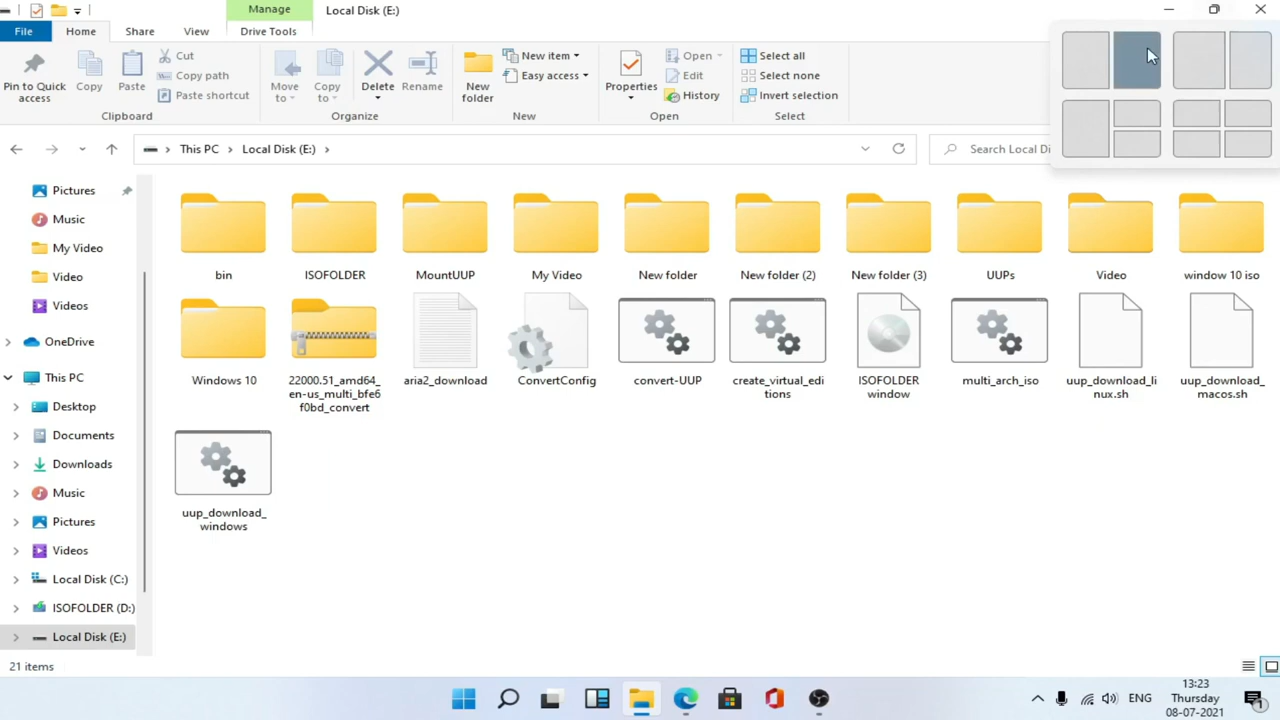 Manage
Local Disk (E:)
File
Home
Share
View
Drive Tools
Pin to Quick
access
Copy
Paste
Cut
Copy path
Paste shortcut
Clipboard
Move
to
Copy
to
Delete
Rename
Organize
New
folder
New item
Easy access
New
Properties
Open
Edit
History
Open
Select all
Select none
Invert selection
Select
This PC
Local Disk (E:)
Search Local Di
Pictures
Music
My Video
Video
Videos
OneDrive
This PC
Desktop
Documents
Downloads
Music
Pictures
Videos
Local Disk (C:)
ISOFOLDER (D:)
Local Disk (E:)
bin
ISOFOLDER
MountUUP
My Video
New folder
New folder (2)
New folder (3)
UUPs
Video
window 10 iso
Windows 10
22000.51_amd64_
en-us_multi_bfe6
f0bd_convert
aria2_download
ConvertConfig
convert-UUP
create_virtual_edi
tions
ISOFOLDER
window
multi_arch_iso
uup_download_li
nux.sh
uup_download_
macos.sh
uup_download_
windows
21 items
ENG
13:23
Thursday
08-07-2021
1